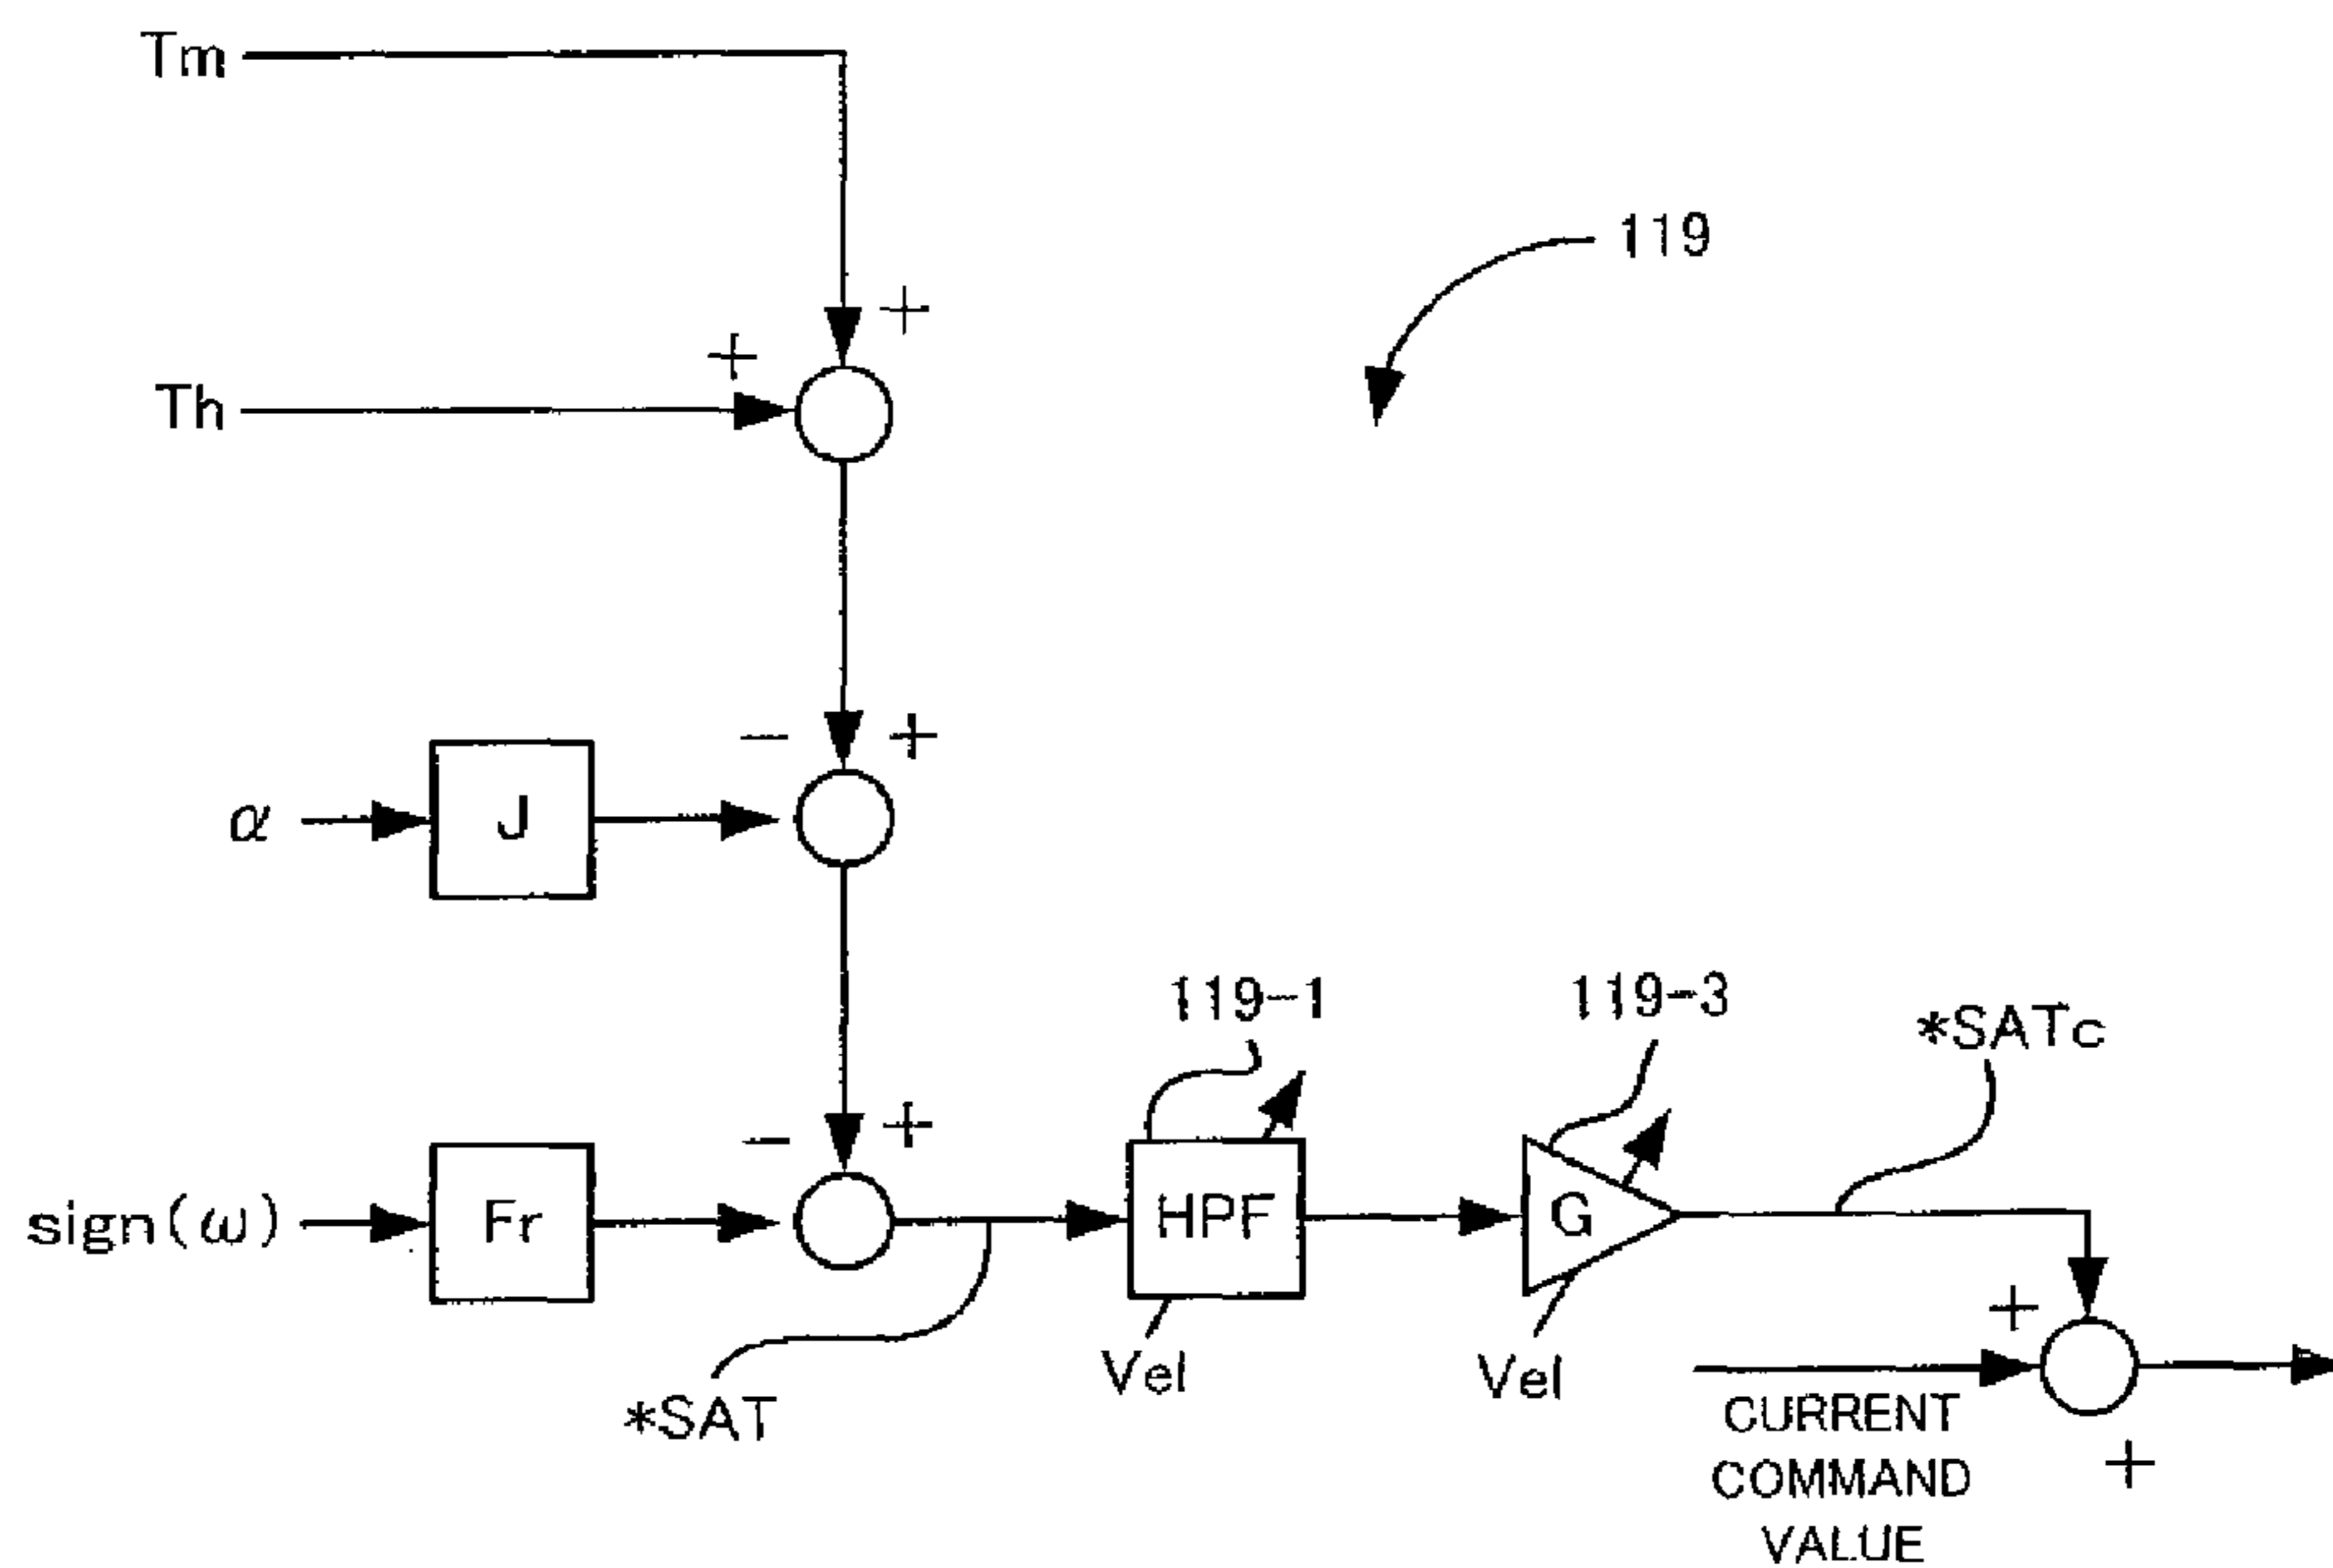 Tm
119
+
+
Th
-
+
α
J
119-1
119-3
*SATc
-
+
sign(ω)
Fr
HPF
G
+
Vel
Vel
*SAT
CURRENT
COMMAND
VALUE
+